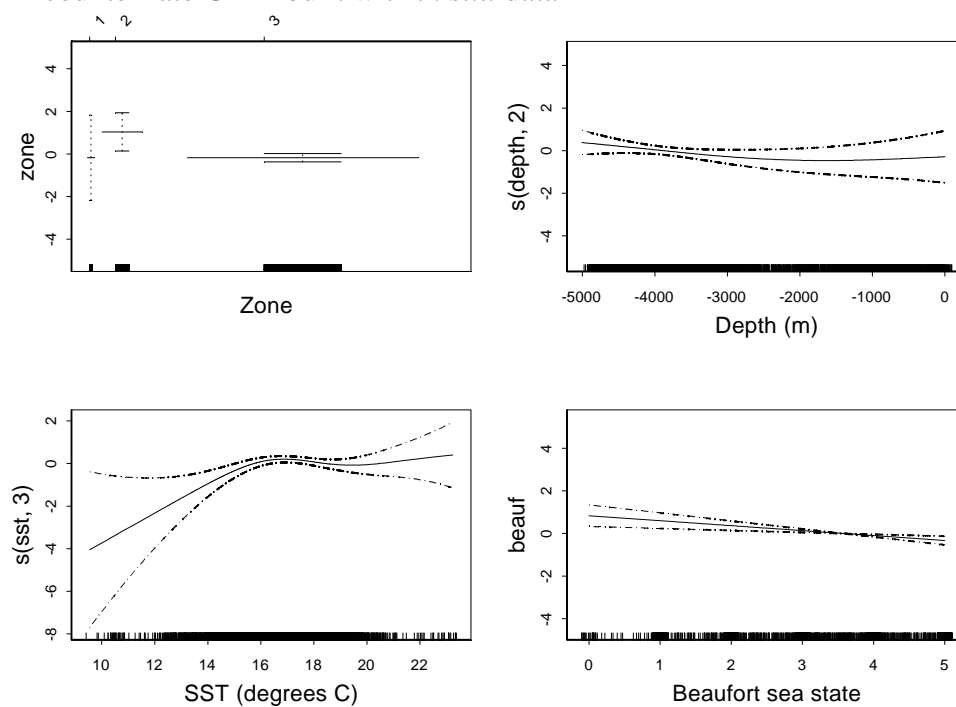 1 2 3
zone
4
2
0
-2
-4
Zone
s(depth, 2)
4
2
0
-2
-4
-5000 -4000 -3000 -2000 -1000 0
Depth (m)
s(sst, 3)
2
0
-2
-4
-6
-8
10 12 14 16 18 20 22
SST (degrees C)
beauf
4
2
0
-2
-4
0 1 2 3 4 5
Beaufort sea state